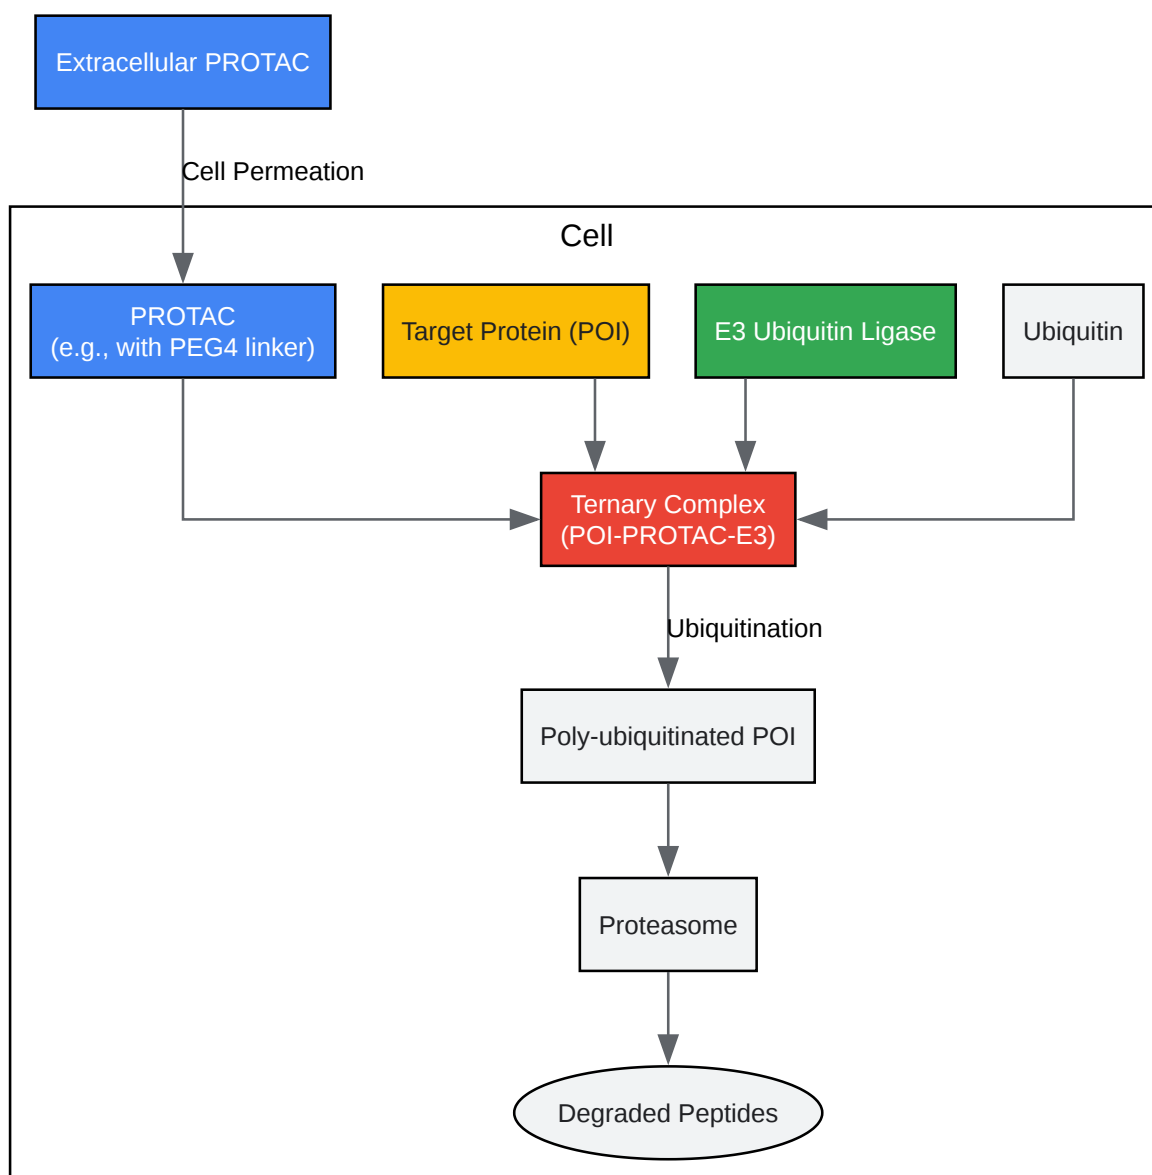 Extracellular PROTAC
Cell Permeation
Cell
PROTAC
(e.g., with PEG4 linker)
Target Protein (POI)
E3 Ubiquitin Ligase
Ubiquitin
Ternary Complex
(POI-PROTAC-E3)
Ubiquitination
Poly-ubiquitinated POI
Proteasome
Degraded Peptides